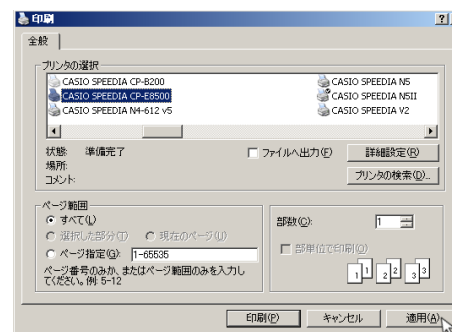 印刷
全般
プリンタの選択
CASIO SPEEDIA CP-B200
CASIO SPEEDIA CP-E8500
CASIO SPEEDIA N4-612 v5
CASIO SPEEDIA N5
CASIO SPEEDIA N5II
CASIO SPEEDIA V2
状態: 準備完了
場所:
コメント:
ファイルへ出力(F)
詳細設定(R)
プリンタの検索(D)...
ページ範囲
すべて(L)
選択した部分(T) 現在のページ(U)
ページ指定(G): 1-65535
ページ番号のみか、またはページ範囲のみを入力し
てください。例: 5-12
部数(C): 1
部単位で印刷(O)
1 1 2 2 3 3
印刷(P) キャンセル 適用(A)